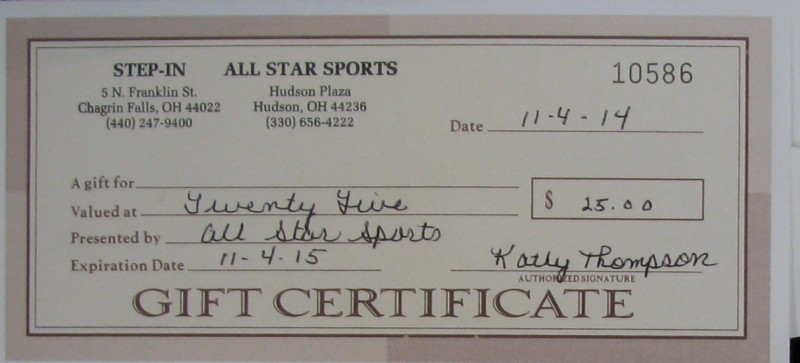 STEP-IN ALL STAR SPORTS 10586
5 N. Franklin St. Hudson Plaza
Chagrin Falls, OH 44022 Hudson, OH 44236
(440) 247-9400 (330) 656-4222
Date 11-4-14
A gift for
Valued at Twenty Five $ 25.00
Presented by All Star Sports
Expiration Date 11-4-15 Thompson
AUTHORIZED SIGNATURE
GIFT CERTIFICATE